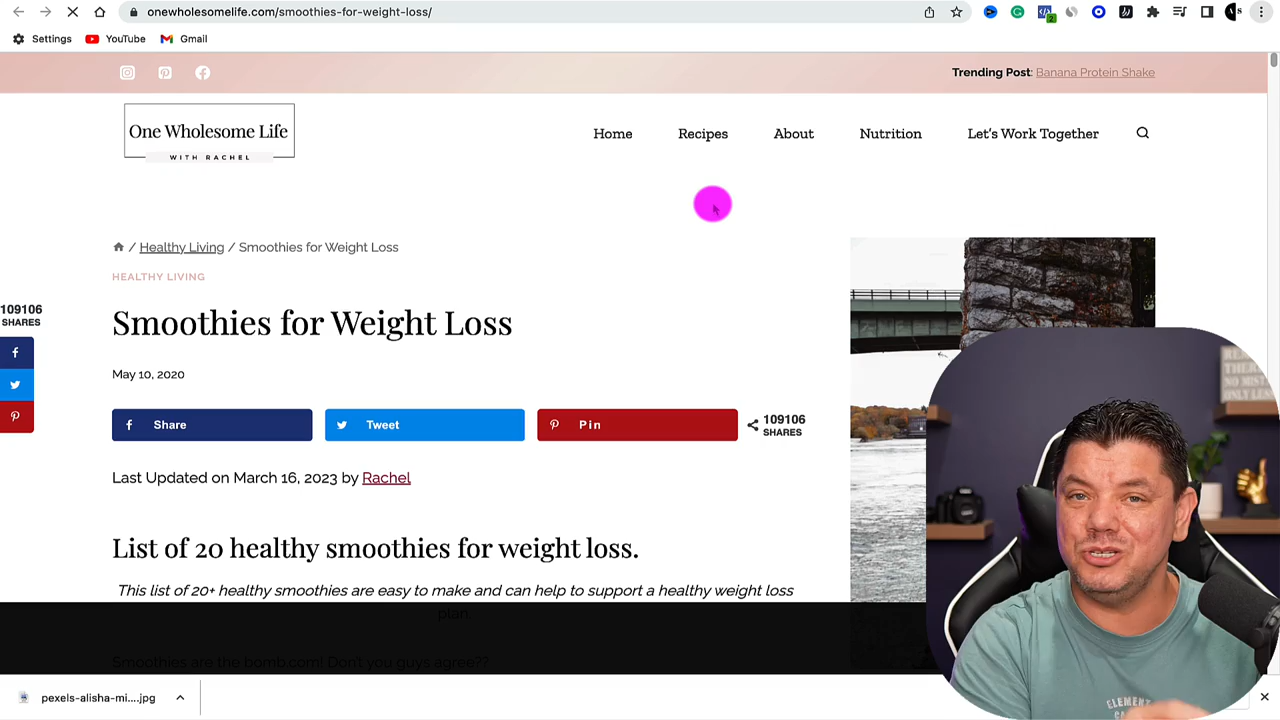 onewholesomelife.com/smoothies-for-weight-loss/
2
Settings
YouTube
Gmail
Trending Post: Banana Protein Shake
One Wholesome Life
WITH RACHEL
Home
Recipes
About
Nutrition
Let's Work Together
/ Healthy Living / Smoothies for Weight Loss
HEALTHY LIVING
109106
SHARES
Smoothies for Weight Loss
May 10, 2020
Share
Tweet
Pin
109106
SHARES
Last Updated on March 16, 2023 by Rachel
List of 20 healthy smoothies for weight loss.
This list of 20+ healthy smoothies are easy to make and can help to support a healthy weight loss
plan.
Smoothies are the bomb.com! Don't you guys agree??
pexels-alisha-mi....jpg